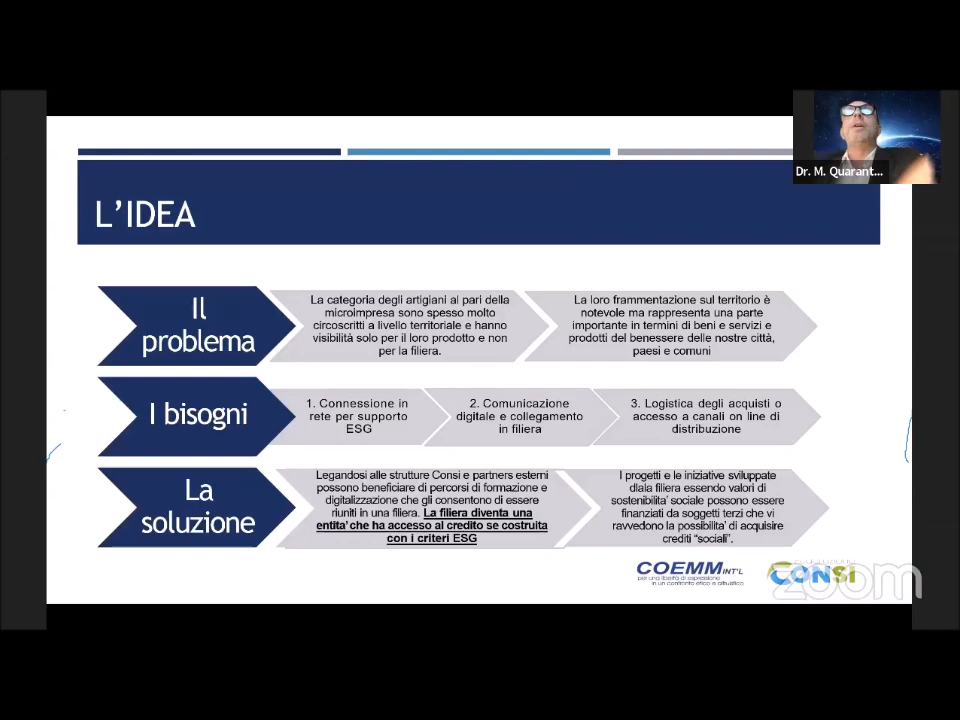 Dr. M. Quarant...
L'IDEA
Il
problema
La categoria degli artigiani al pari della
microimpresa sono spesso molto
circoscritti a livello territoriale e hanno
visibilità solo per il loro prodotto e non
per la filiera.
La loro frammentazione sul territorio è
notevole ma rappresenta una parte
importante in termini di beni e servizi e
prodotti del benessere delle nostre città,
paesi e comuni
I bisogni
1. Connessione in
rete per supporto
ESG
2. Comunicazione
digitale e collegamento
in filiera
3. Logistica degli acquisti o
accesso a canali on line di
distribuzione
La
soluzione
Legandosi alle strutture Consi e partners esterni
possono beneficiare di percorsi di formazione e
digitalizzazione che gli consentono di essere
riuniti in una filiera. La filiera diventa una
entita' che ha accesso al credito se costruita
con i criteri ESG
I progetti e le iniziative sviluppate
dlala filiera essendo valori di
sostenibilita' sociale possono essere
finanziati da soggetti terzi che vi
ravvedono la possibilita' di acquisire
crediti "sociali".
COEMM INT'L
per una libertà di espressione
in un confronto etico e altruistico
CONSI
zoom